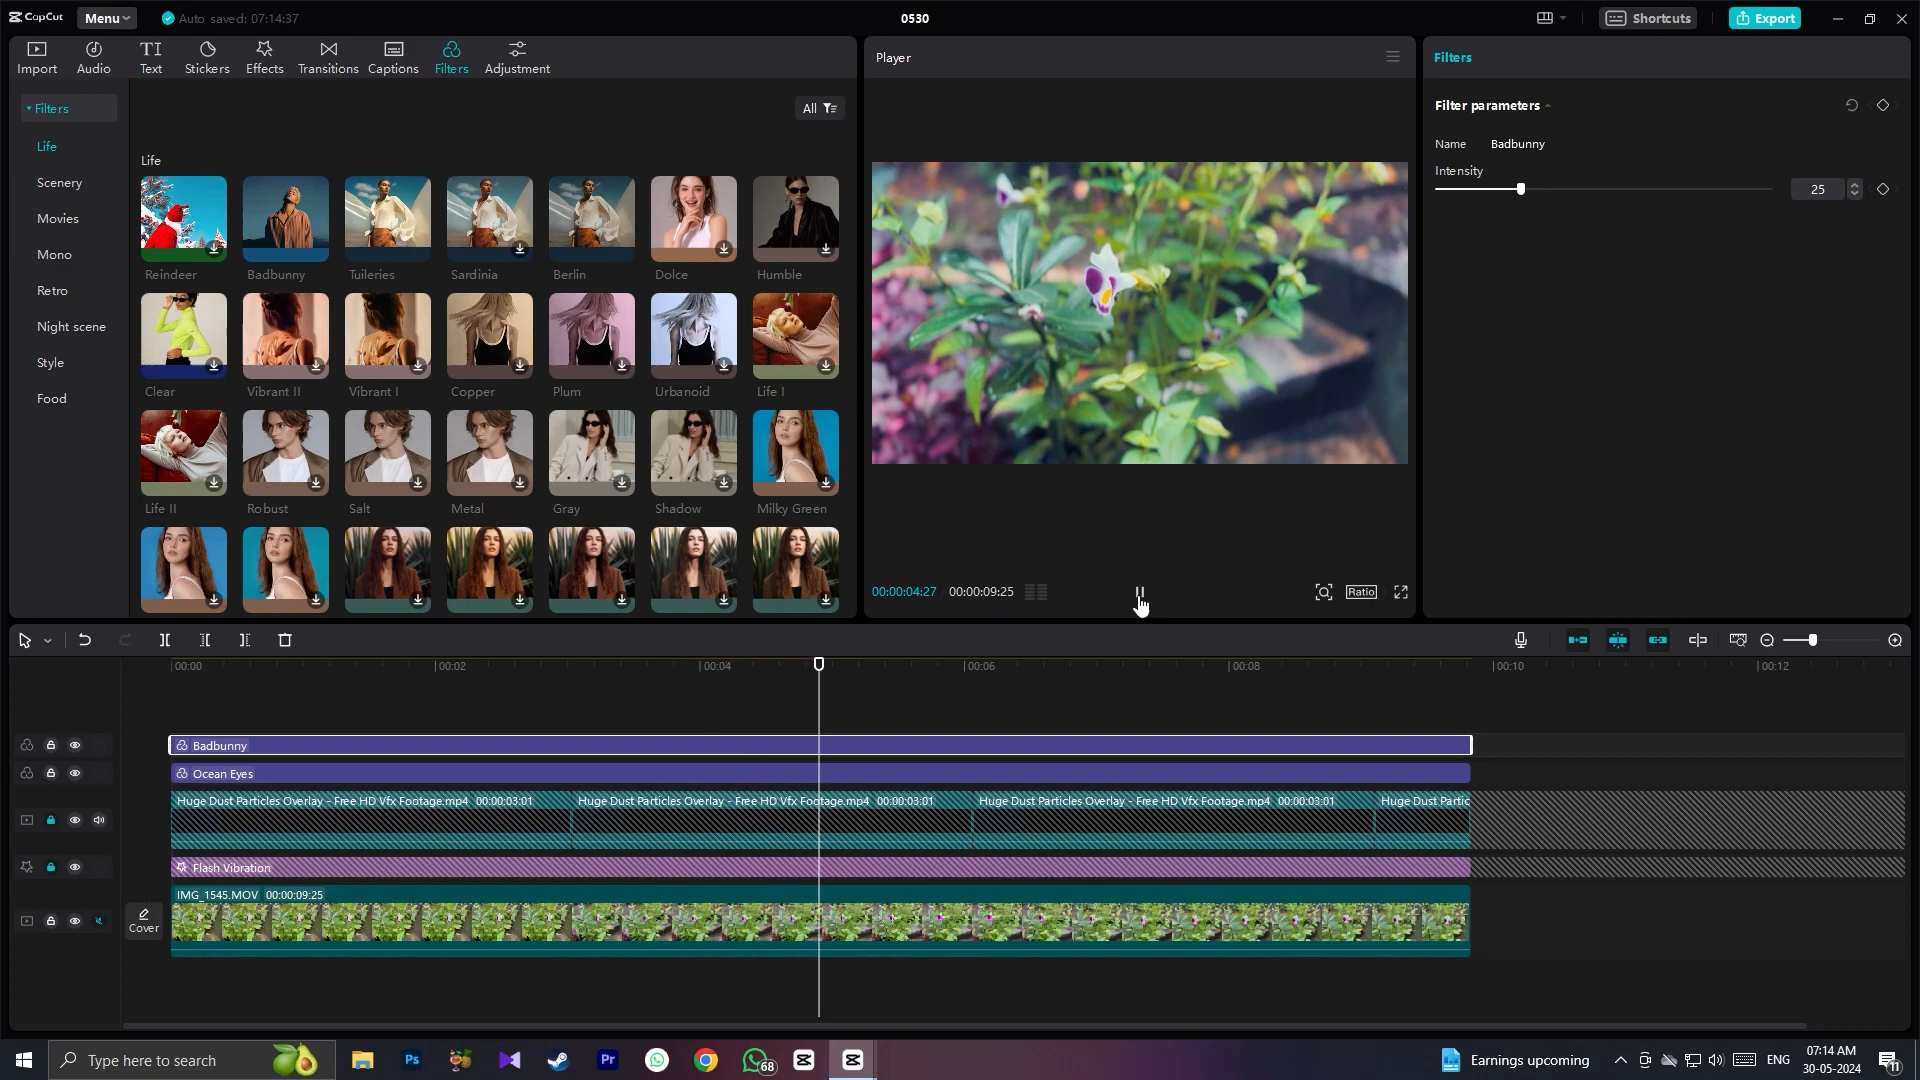 CapCut
Menu
Auto saved: 07:14:37
0530
Shortcuts
Export
Import
Audio
Text
Stickers
Effects
Transitions
Captions
Filters
Adjustment
Filters
Life
Scenery
Movies
Mono
Retro
Night scene
Style
Food
All
Life
Reindeer
Badbunny
Tuileries
Sardinia
Berlin
Dolce
Humble
Clear
Vibrant II
Vibrant I
Copper
Plum
Urbanoid
Life I
Life II
Robust
Salt
Metal
Gray
Shadow
Milky Green
Player
00:00:04:27
00:00:09:25
Ratio
Filters
Filter parameters
Name Badbunny
Intensity
25
00:00
00:02
00:04
00:06
00:08
00:10
00:12
Badbunny
Ocean Eyes
Huge Dust Particles Overlay - Free HD Vfx Footage.mp4 00:00:03:01
Huge Dust Particles Overlay - Free HD Vfx Footage.mp4 00:00:03:01
Huge Dust Particles Overlay - Free HD Vfx Footage.mp4 00:00:03:01
Huge Dust Partic
Flash Vibration
IMG_1545.MOV 00:00:09:25
Cover
Type here to search
Ps
Pr
68
Earnings upcoming
ENG
07:14 AM
30-05-2024
11